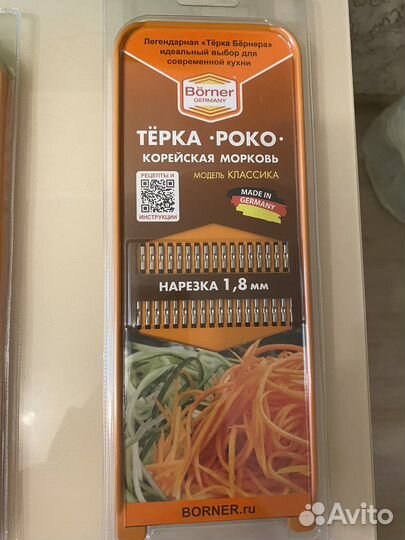 Легендарная «Тёрка Бёрнера»
идеальный выбор для
современной кухни
Börner
GERMANY
ТЁРКА •РОКО•
КОРЕЙСКАЯ МОРКОВЬ
МОДЕЛЬ КЛАССИКА
РЕЦЕПТЫ И
ИНСТРУКЦИИ
MADE IN
GERMANY
НАРЕЗКА 1,8 мм
BORNER.ru
Avito